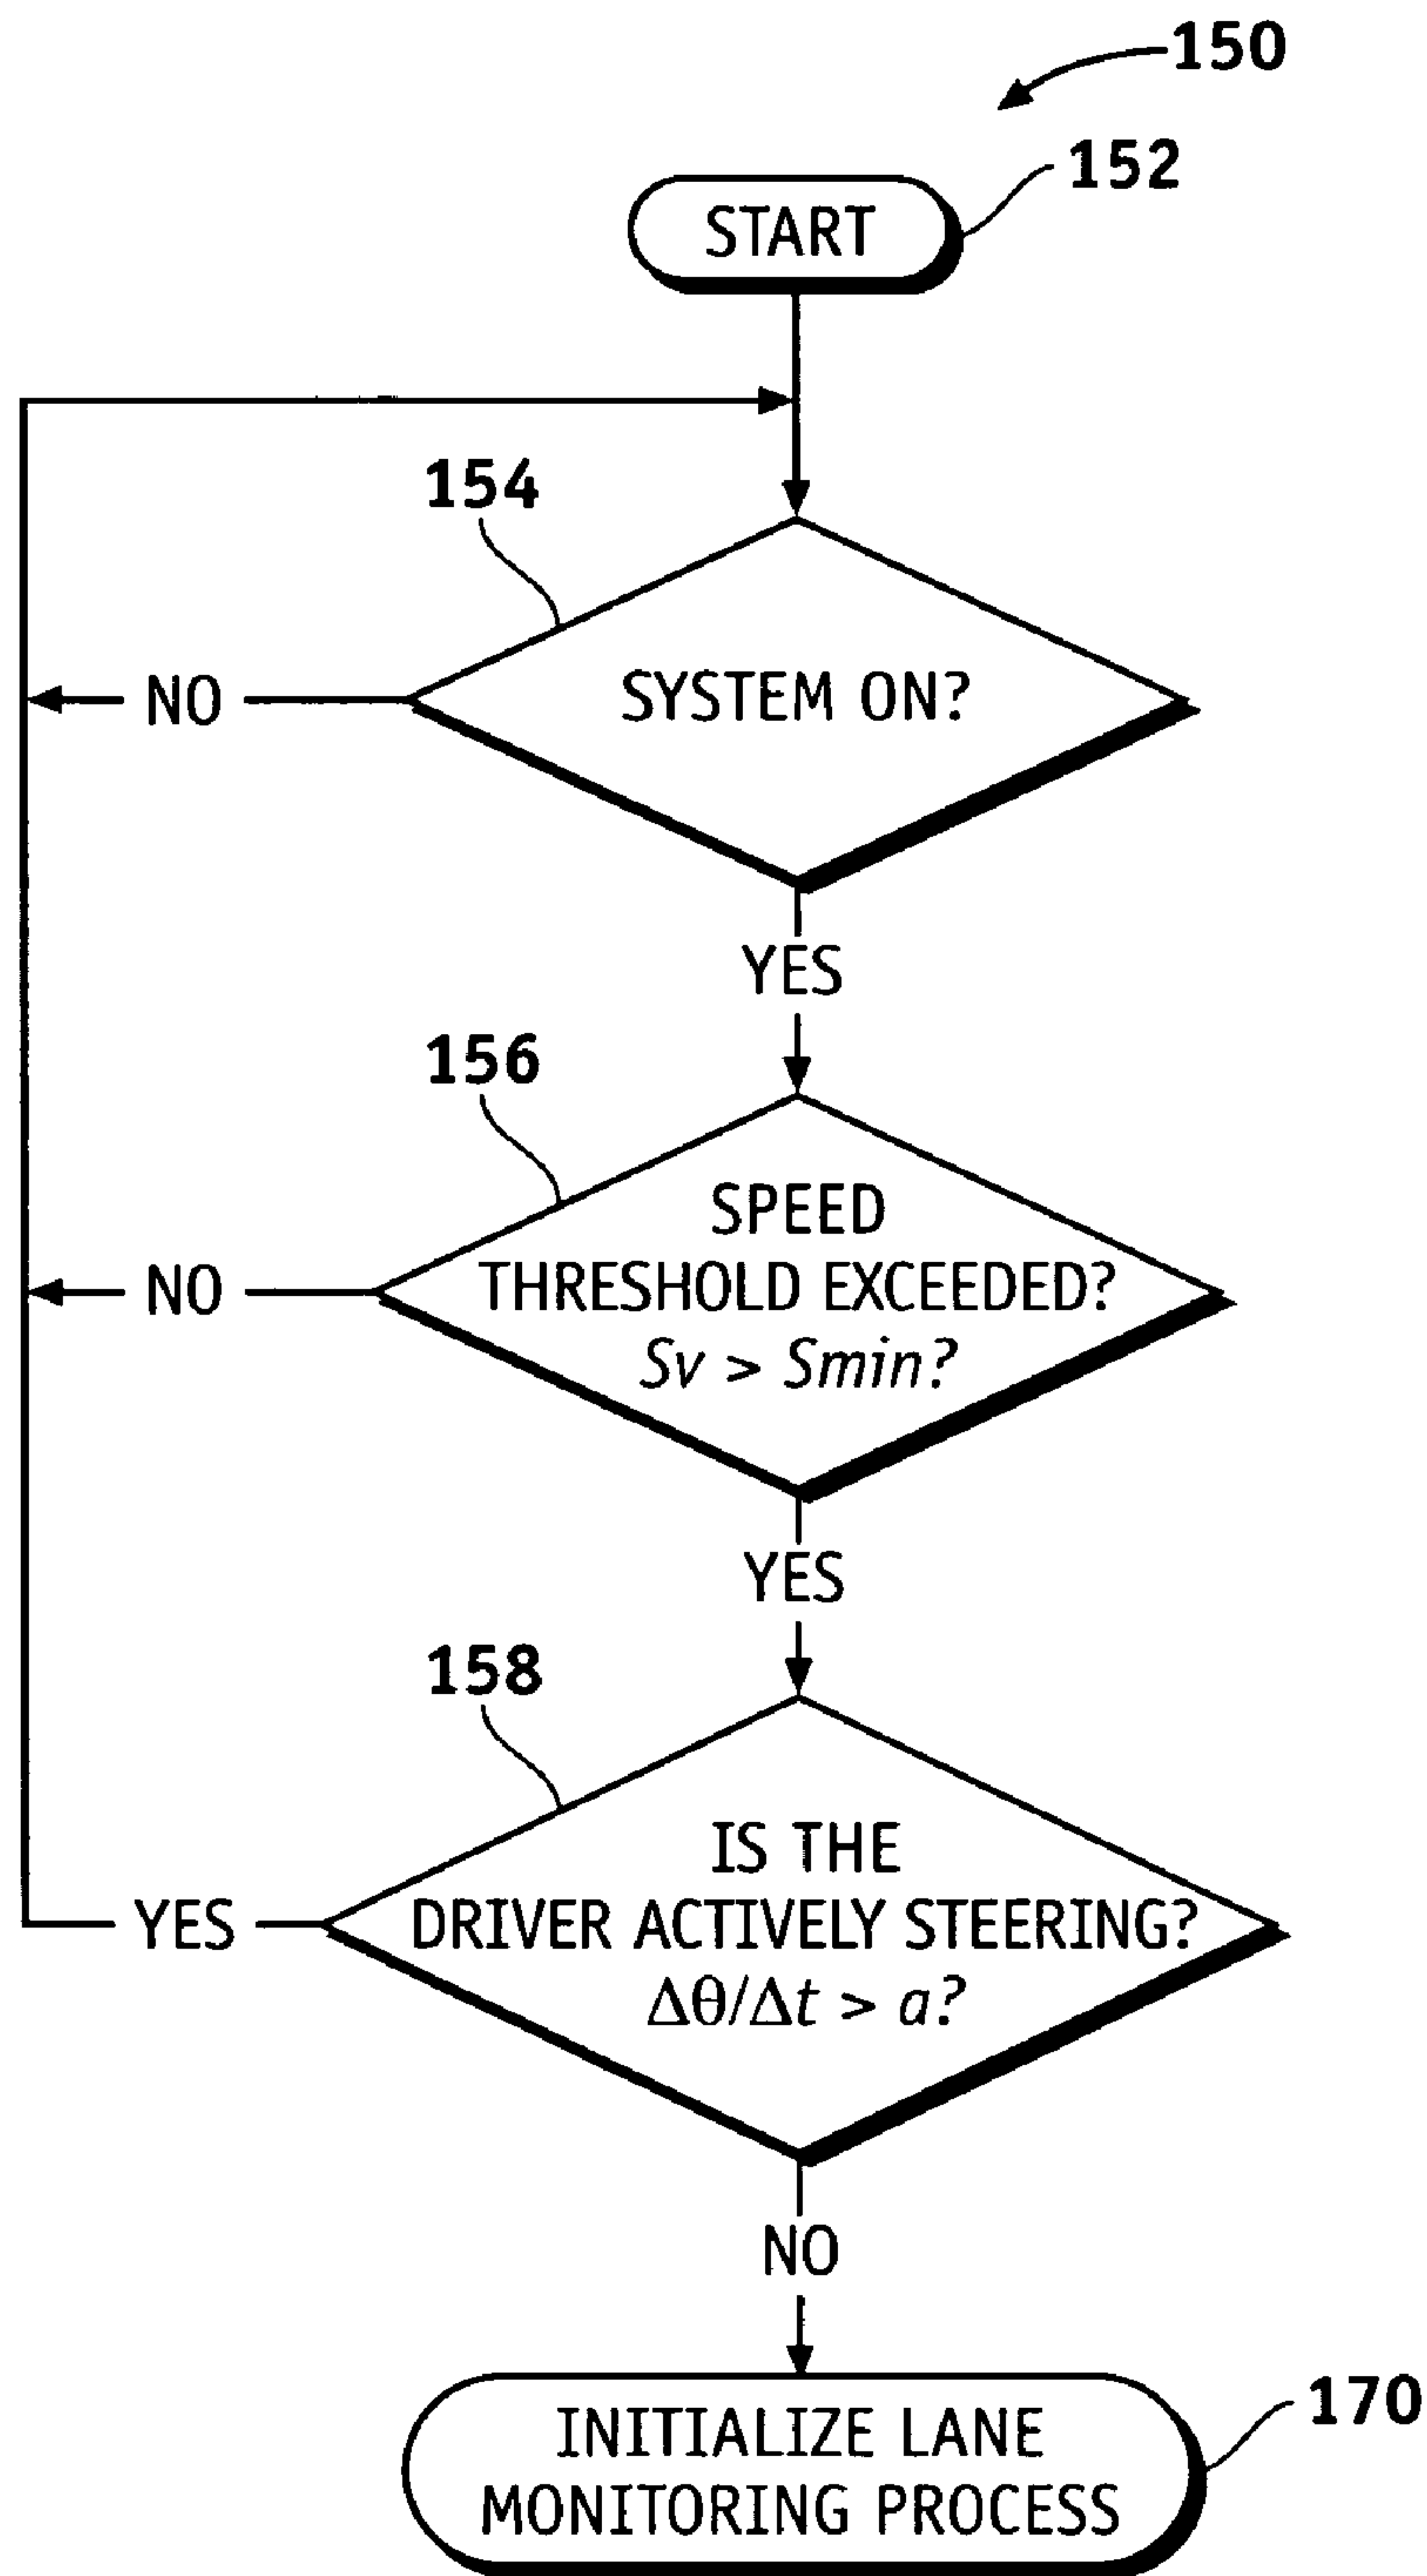 150
152
START
154
NO
SYSTEM ON?
YES
156
SPEED
NO
THRESHOLD EXCEEDED?
Sv > Smin?
YES
158
IS THE
YES
DRIVER ACTIVELY STEERING?
Δθ/Δt > a?
NO
170
INITIALIZE LANE
MONITORING PROCESS